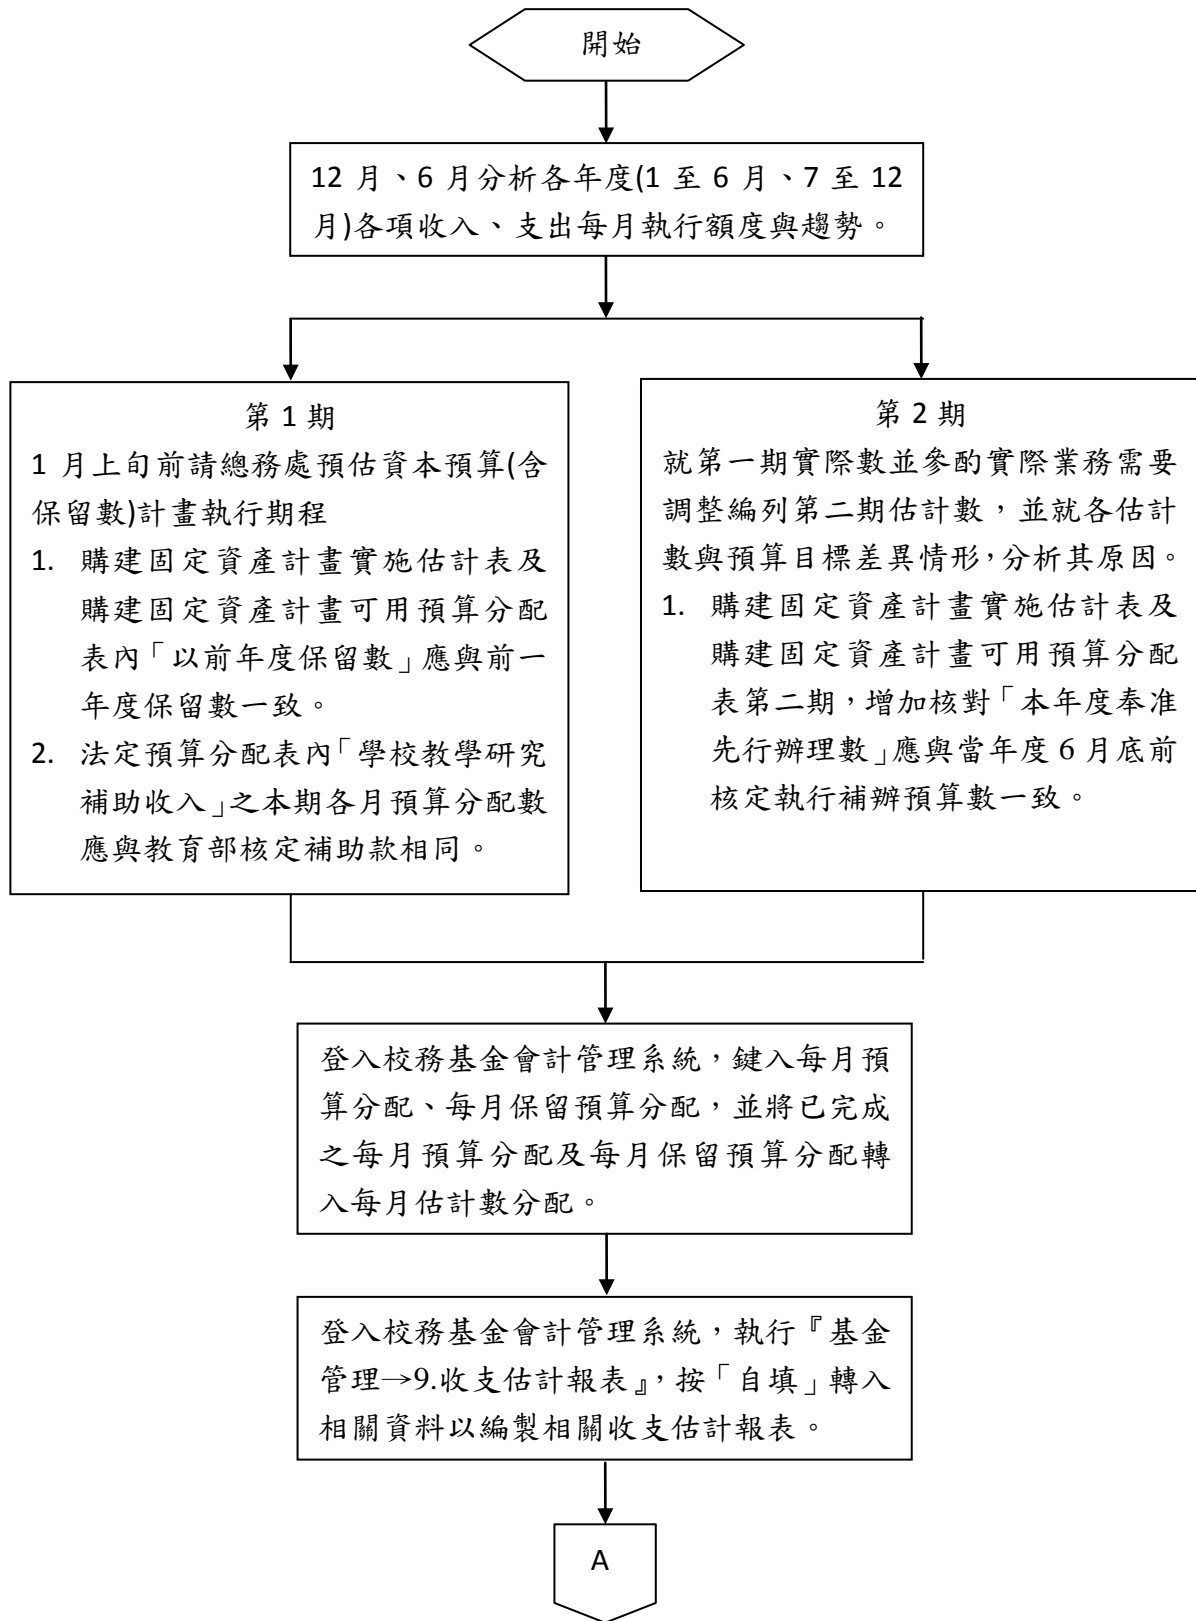 開始
12 月、6 月分析各年度(1 至 6 月、7 至 12
月)各項收入、支出每月執行額度與趨勢。
第 1 期
1 月上旬前請總務處預估資本預算(含
保留數)計畫執行期程
1. 購建固定資產計畫實施估計表及
購建固定資產計畫可用預算分配
表內「以前年度保留數」應與前一
年度保留數一致。
2. 法定預算分配表內「學校教學研究
補助收入」之本期各月預算分配數
應與教育部核定補助款相同。
第 2 期
就第一期實際數並參酌實際業務需要
調整編列第二期估計數，並就各估計
數與預算目標差異情形，分析其原因。
1. 購建固定資產計畫實施估計表及
購建固定資產計畫可用預算分配
表第二期，增加核對「本年度奉准
先行辦理數」應與當年度 6 月底前
核定執行補辦預算數一致。
登入校務基金會計管理系統，鍵入每月預
算分配、每月保留預算分配，並將已完成
之每月預算分配及每月保留預算分配轉
入每月估計數分配。
登入校務基金會計管理系統，執行『基金
管理→9.收支估計報表』，按「自填」轉入
相關資料以編製相關收支估計報表。
A